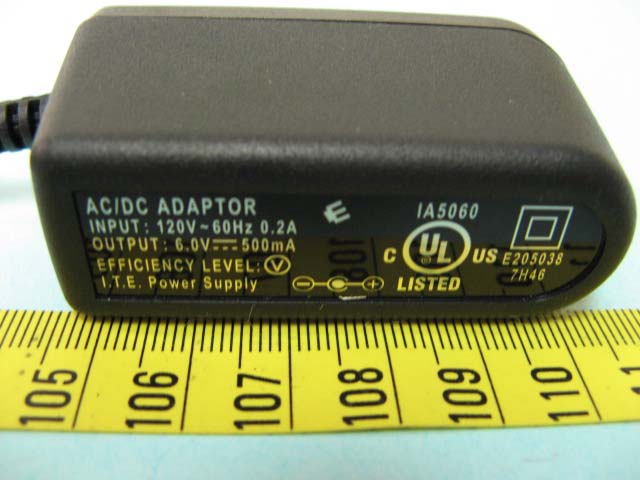 AC/DC ADAPTOR
INPUT: 120V~60Hz 0.2A
OUTPUT: 6.0V⎓500mA
EFFICIENCY LEVEL: V
I.T.E. Power Supply
E
IA5060
C UL US
LISTED
E205038
7H46
105 106 107 108 109 110